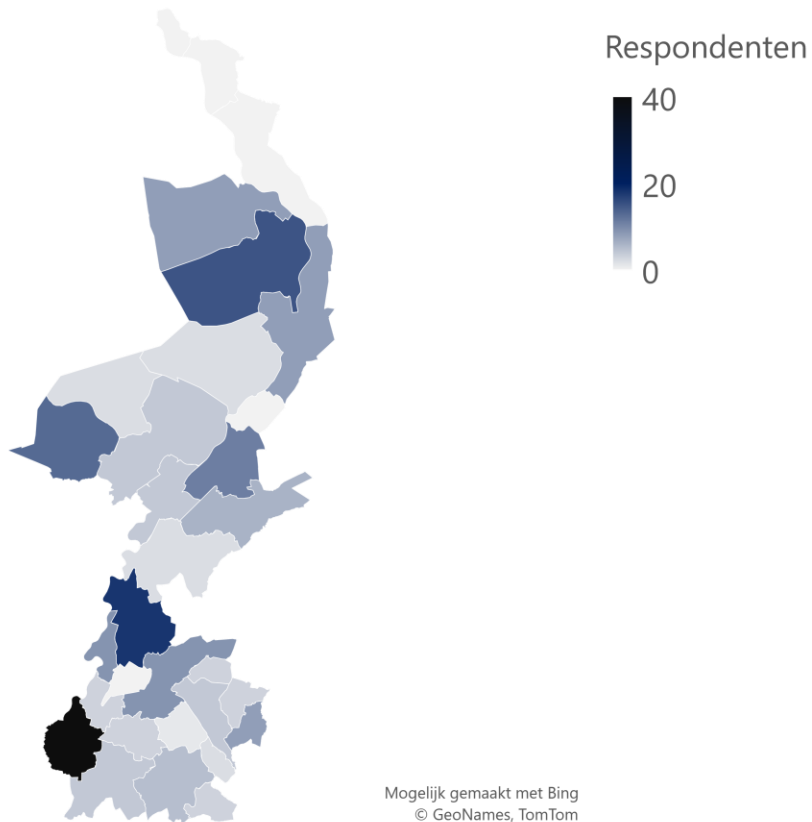 Respondenten
40
20
0
Mogelijk gemaakt met Bing
© GeoNames, TomTom